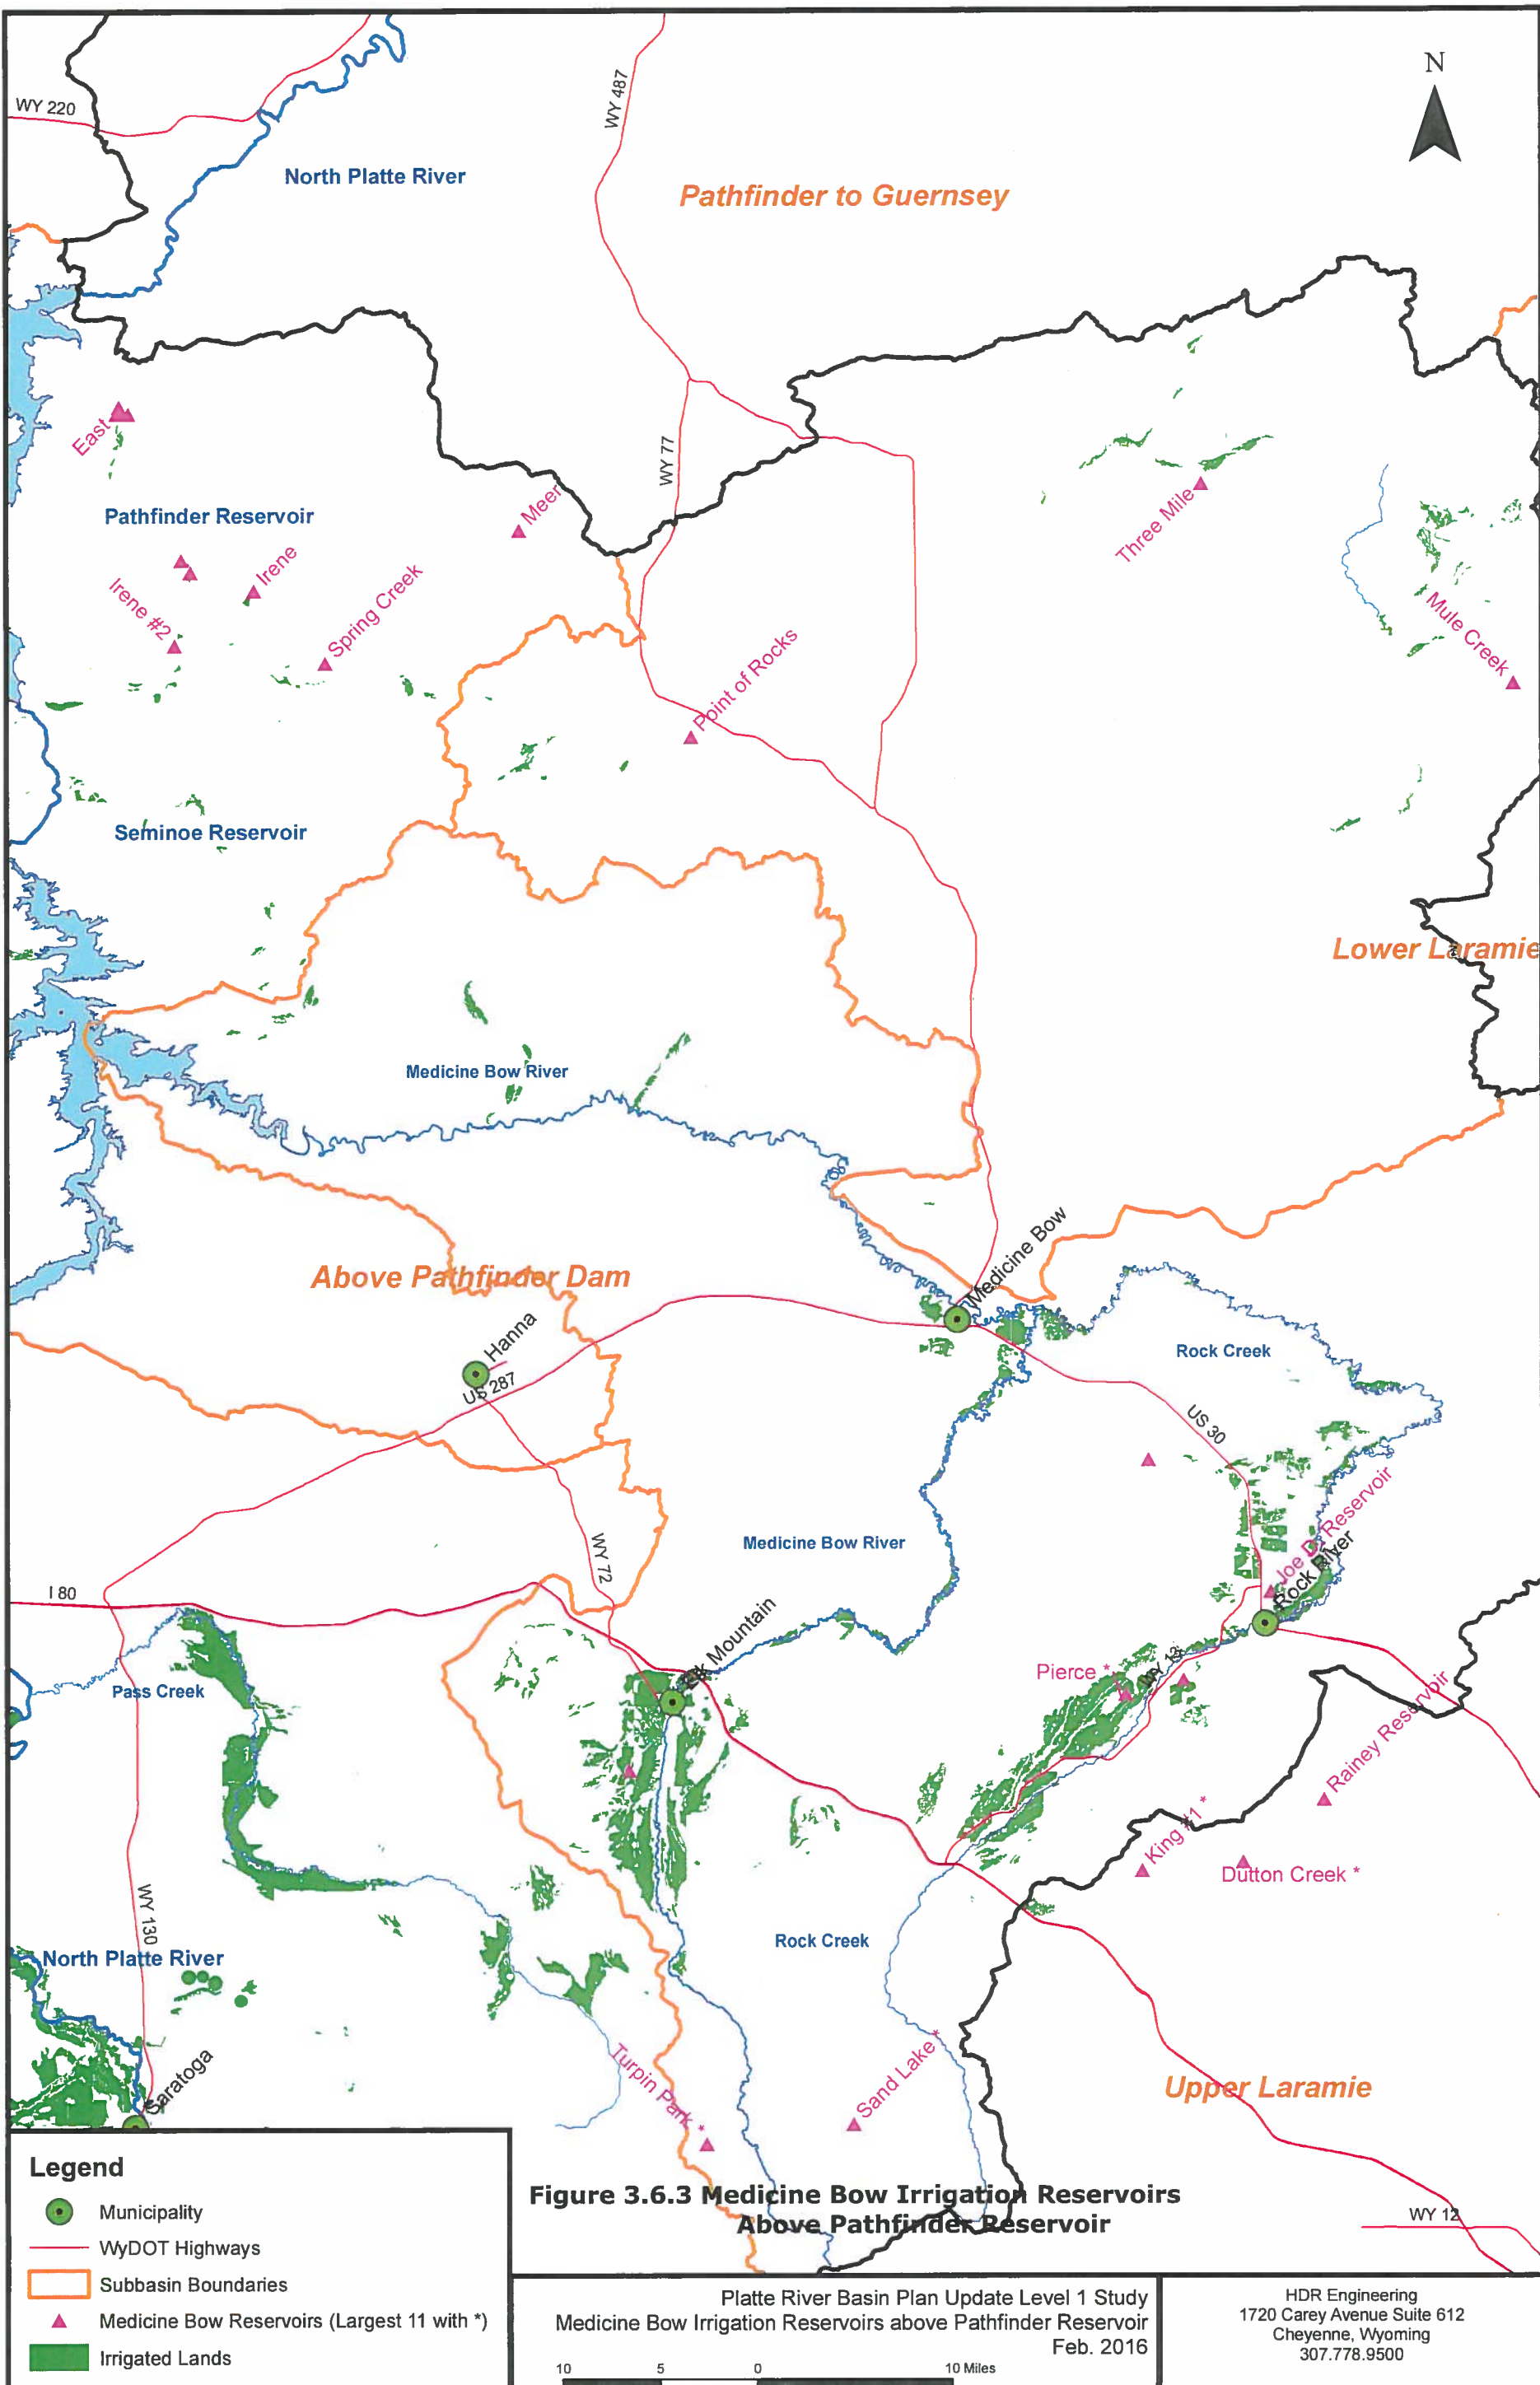 N
WY 220
WY 487
North Platte River
Pathfinder to Guernsey
East
WY 77
Meer
Three Mile
Pathfinder Reservoir
Irene
Irene #2
Spring Creek
Mule Creek
Point of Rocks
Seminoe Reservoir
Lower Laramie
Medicine Bow River
Medicine Bow
Above Pathfinder Dam
Hanna
US 287
Rock Creek
US 30
Joe D. Reservoir
Rock River
Medicine Bow River
WY 72
I 80
Elk Mountain
Pierce *
WY 13
Pass Creek
Rainey Reservoir
King #1 *
Dutton Creek *
WY 130
North Platte River
Rock Creek
Saratoga
Turpin Park *
Sand Lake *
Upper Laramie
WY 12
Figure 3.6.3 Medicine Bow Irrigation Reservoirs
Above Pathfinder Reservoir
Legend
Municipality
WyDOT Highways
Subbasin Boundaries
Medicine Bow Reservoirs (Largest 11 with *)
Irrigated Lands
Platte River Basin Plan Update Level 1 Study
Medicine Bow Irrigation Reservoirs above Pathfinder Reservoir
Feb. 2016
10 5 0 10 Miles
HDR Engineering
1720 Carey Avenue Suite 612
Cheyenne, Wyoming
307.778.9500